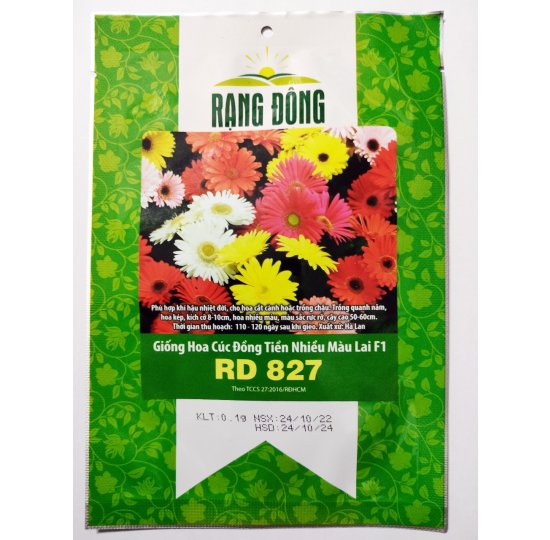 RẠNG ĐÔNG
Phù hợp khí hậu nhiệt đới, cho hoa cắt cành hoặc trồng chậu. Trồng quanh năm,
hoa kép, kích cỡ 8-10cm, hoa nhiều màu, màu sắc rực rỡ, cây cao 50-60cm.
Thời gian thu hoạch: 110 - 120 ngày sau khi gieo. Xuất xứ: Hà Lan
Giống Hoa Cúc Đồng Tiền Nhiều Màu Lai F1
RD 827
Theo TCCS 27:2016/RĐHCM
KLT:0.1g NSX:24/10/22
HSD:24/10/24